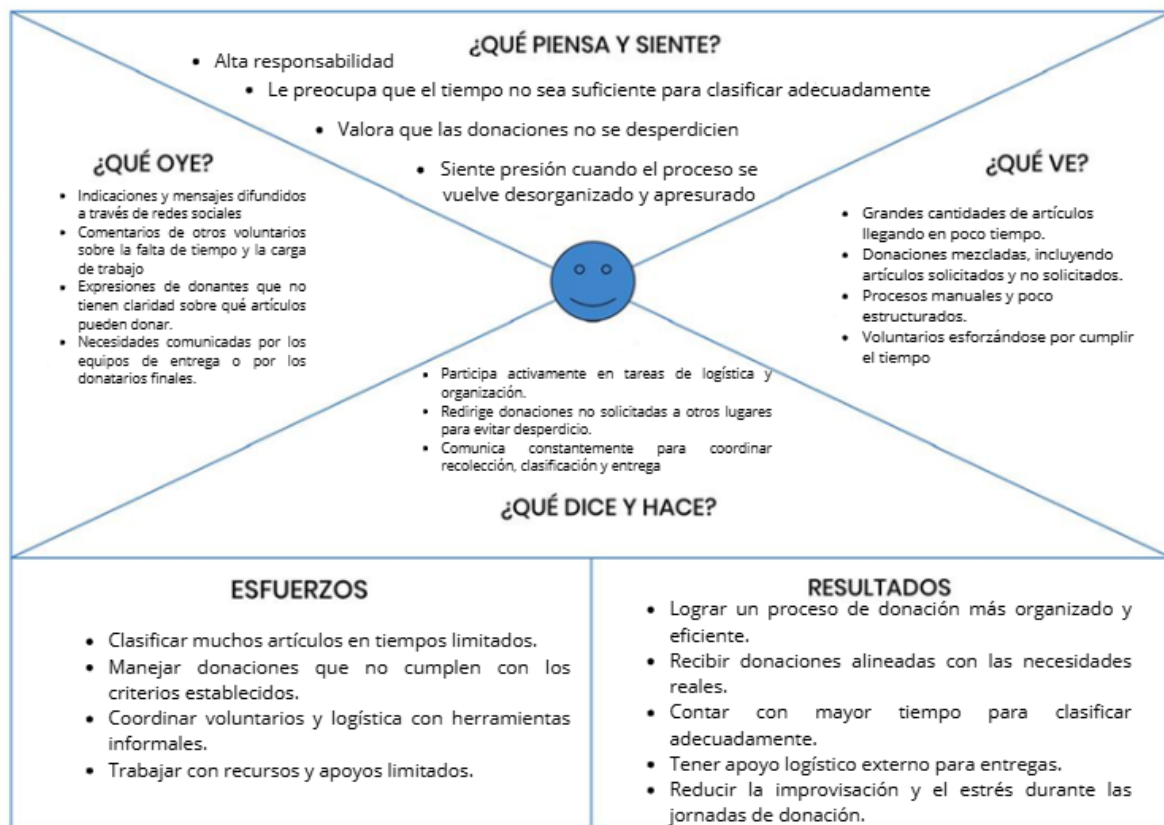 ¿QUÉ PIENSA Y SIENTE?
• Alta responsabilidad
• Le preocupa que el tiempo no sea suficiente para clasificar adecuadamente
• Valora que las donaciones no se desperdicien
• Siente presión cuando el proceso se
vuelve desorganizado y apresurado
¿QUÉ OYE?
• Indicaciones y mensajes difundidos
a través de redes sociales
• Comentarios de otros voluntarios
sobre la falta de tiempo y la carga
de trabajo
• Expresiones de donantes que no
tienen claridad sobre qué artículos
pueden donar.
• Necesidades comunicadas por los
equipos de entrega o por los
donatarios finales.
¿QUÉ VE?
• Grandes cantidades de artículos
llegando en poco tiempo.
• Donaciones mezcladas, incluyendo
artículos solicitados y no solicitados.
• Procesos manuales y poco
estructurados.
• Voluntarios esforzándose por cumplir
el tiempo
• Participa activamente en tareas de logística y
organización.
• Redirige donaciones no solicitadas a otros lugares
para evitar desperdicio.
• Comunica constantemente para coordinar
recolección, clasificación y entrega
¿QUÉ DICE Y HACE?
ESFUERZOS
• Clasificar muchos artículos en tiempos limitados.
• Manejar donaciones que no cumplen con los
criterios establecidos.
• Coordinar voluntarios y logística con herramientas
informales.
• Trabajar con recursos y apoyos limitados.
RESULTADOS
• Lograr un proceso de donación más organizado y
eficiente.
• Recibir donaciones alineadas con las necesidades
reales.
• Contar con mayor tiempo para clasificar
adecuadamente.
• Tener apoyo logístico externo para entregas.
• Reducir la improvisación y el estrés durante las
jornadas de donación.